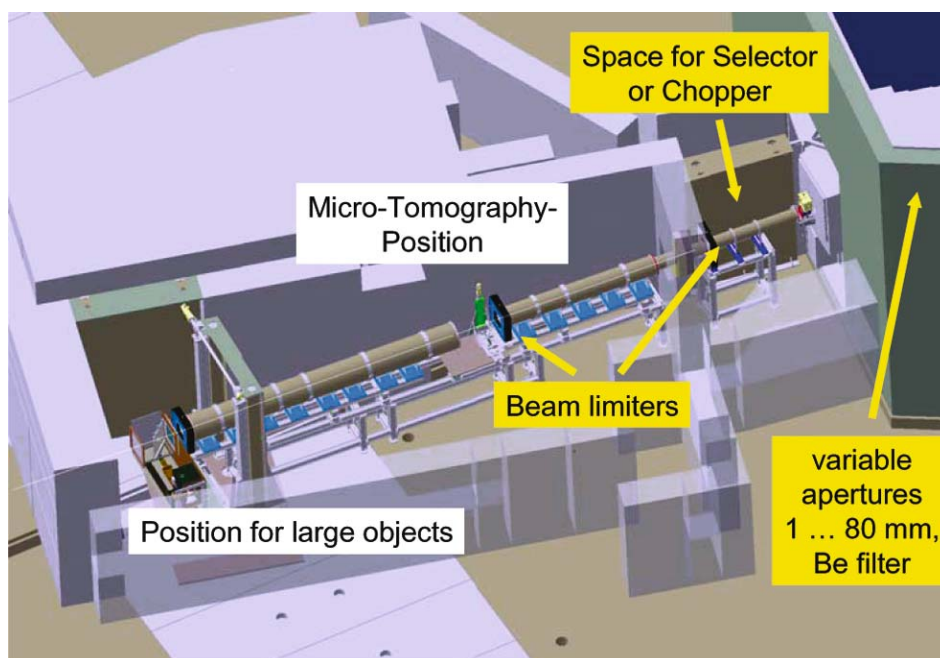 Space for Selector
or Chopper
Micro-Tomography-
Position
Beam limiters
Position for large objects
variable
apertures
1 ... 80 mm,
Be filter